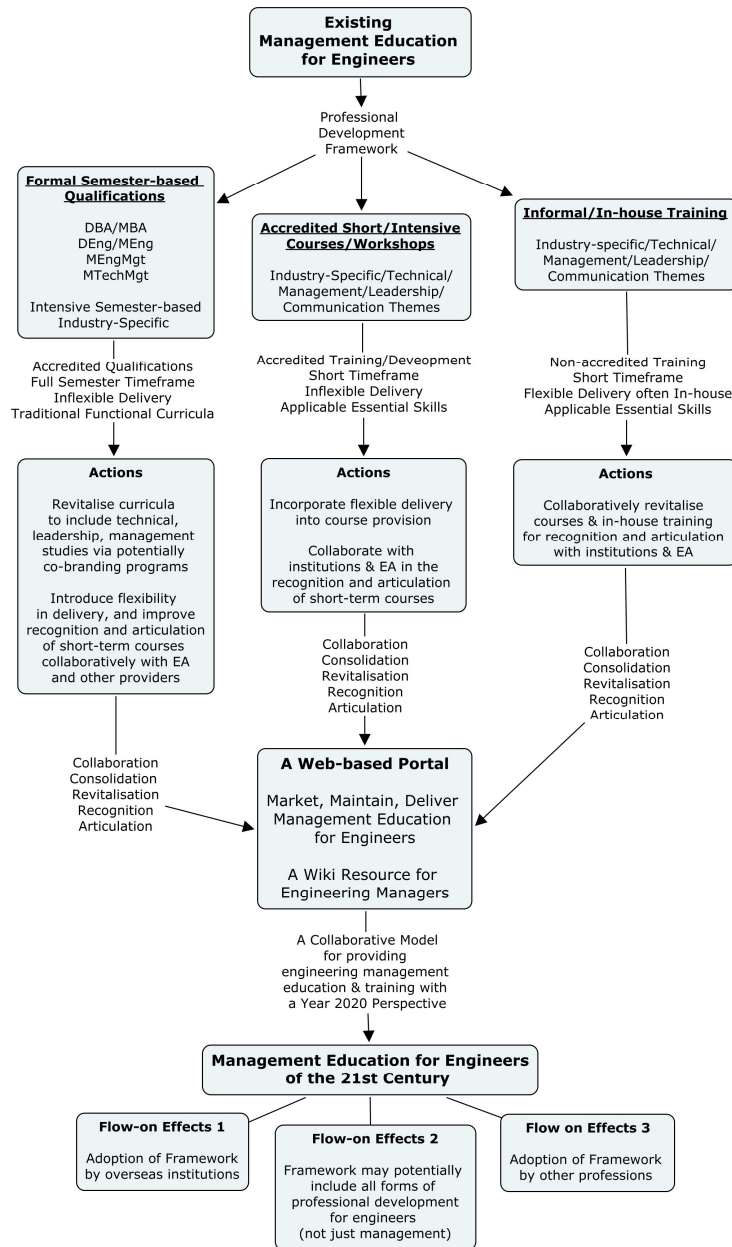 Existing
Management Education
for Engineers
Professional
Development
Framework
Formal Semester-based
Qualifications
DBA/MBA
DEng/MEng
MEngMgt
MTechMgt
Intensive Semester-based
Industry-Specific
Accredited Short/Intensive
Courses/Workshops
Industry-Specific/Technical/
Management/Leadership/
Communication Themes
Informal/In-house Training
Industry-specific/Technical/
Management/Leadership/
Communication Themes
Accredited Qualifications
Full Semester Timeframe
Inflexible Delivery
Traditional Functional Curricula
Accredited Training/Deveopment
Short Timeframe
Inflexible Delivery
Applicable Essential Skills
Non-accredited Training
Short Timeframe
Flexible Delivery often In-house
Applicable Essential Skills
Actions
Revitalise curricula
to include technical,
leadership, management
studies via potentially
co-branding programs
Introduce flexibility
in delivery, and improve
recognition and articulation
of short-term courses
collaboratively with EA
and other providers
Actions
Incorporate flexible delivery
into course provision
Collaborate with
institutions & EA in the
recognition and articulation
of short-term courses
Actions
Collaboratively revitalise
courses & in-house training
for recognition and articulation
with institutions & EA
Collaboration
Consolidation
Revitalisation
Recognition
Articulation
Collaboration
Consolidation
Revitalisation
Recognition
Articulation
Collaboration
Consolidation
Revitalisation
Recognition
Articulation
A Web-based Portal
Market, Maintain, Deliver
Management Education
for Engineers
A Wiki Resource for
Engineering Managers
A Collaborative Model
for providing
engineering management
education & training with
a Year 2020 Perspective
Management Education for Engineers
of the 21st Century
Flow-on Effects 1
Adoption of Framework
by overseas institutions
Flow-on Effects 2
Framework may potentially
include all forms of
professional development
for engineers
(not just management)
Flow on Effects 3
Adoption of Framework
by other professions